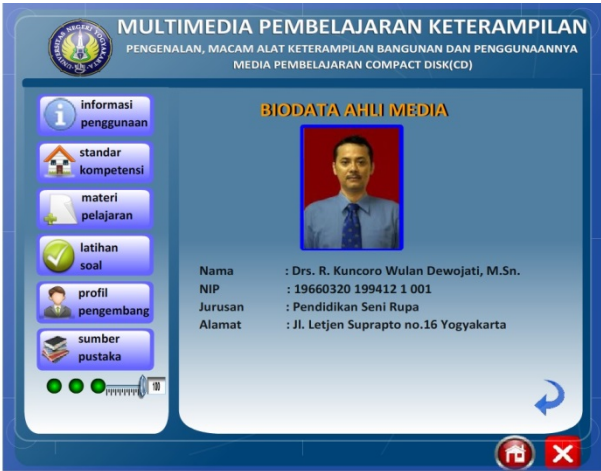 MULTIMEDIA PEMBELAJARAN KETERAMPILAN
PENGENALAN, MACAM ALAT KETERAMPILAN BANGUNAN DAN PENGGUNAANNYA
MEDIA PEMBELAJARAN COMPACT DISK(CD)
informasi
penggunaan
standar
kompetensi
materi
pelajaran
latihan
soal
profil
pengembang
sumber
pustaka
100
BIODATA AHLI MEDIA
Nama : Drs. R. Kuncoro Wulan Dewojati, M.Sn.
NIP : 19660320 199412 1 001
Jurusan : Pendidikan Seni Rupa
Alamat : Jl. Letjen Suprapto no.16 Yogyakarta